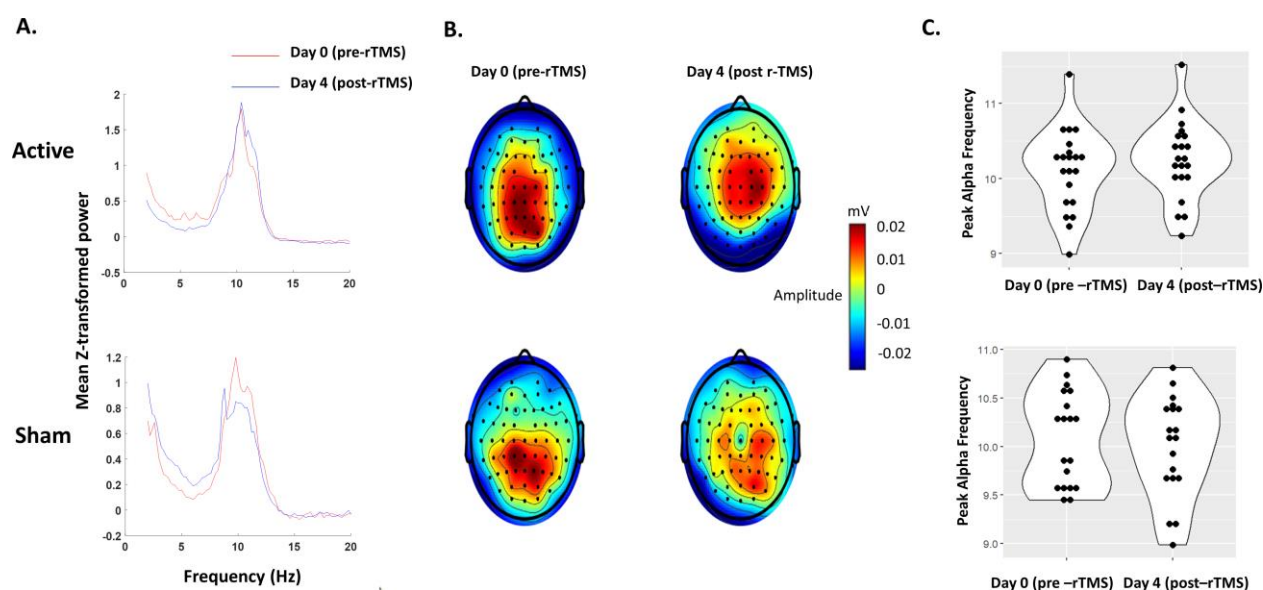 A.
Day 0 (pre-rTMS)
Day 4 (post-rTMS)
Active
2
1.5
1
0.5
0
-0.5
0 5 10 15 20
Mean Z-transformed power
Sham
1.2
1
0.8
0.6
0.4
0.2
0
-0.2
0 5 10 15 20
Frequency (Hz)
B.
Day 0 (pre-rTMS) Day 4 (post r-TMS)
mV
0.02
0.01
0
-0.01
-0.02
Amplitude
C.
Peak Alpha Frequency
11
10
9
Day 0 (pre –rTMS) Day 4 (post–rTMS)
Peak Alpha Frequency
11.0
10.5
10.0
9.5
9.0
Day 0 (pre –rTMS) Day 4 (post–rTMS)